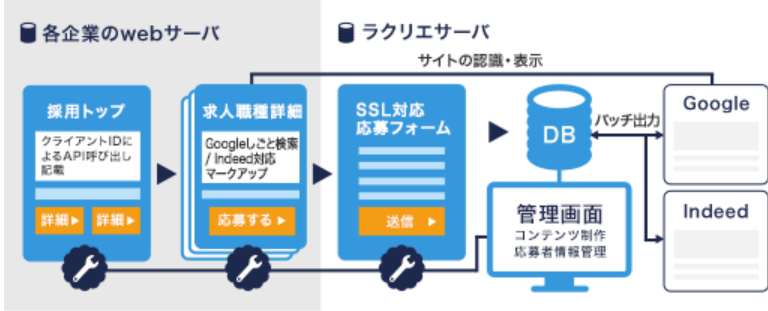 各企業のwebサーバ
ラクリエサーバ
サイトの認識・表示
採用トップ
クライアントIDに
よるAPI呼び出し
記載
詳細▶
詳細▶
求人職種詳細
Googleしごと検索
/ Indeed対応
マークアップ
応募する ▶
SSL対応
応募フォーム
送信 ▶
DB
バッチ出力
管理画面
コンテンツ制作
応募者情報管理
Google
Indeed